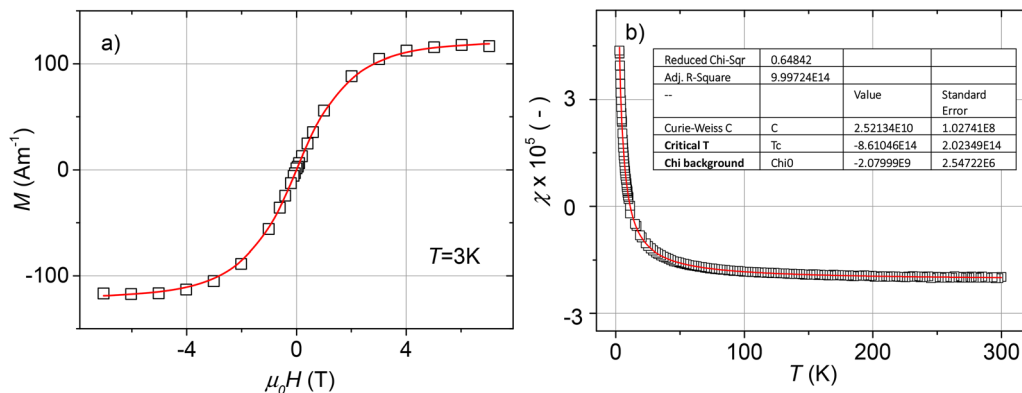 a)
M (Am⁻¹)
100
0
-100
T=3K
-4 0 4
μ₀H (T)
b)
χ x 10⁵ ( - )
3
0
-3
Reduced Chi-Sqr 0.64842
Adj. R-Square 9.99724E14
-- Value Standard
Error
Curie-Weiss C C 2.52134E10 1.02741E8
Critical T Tc -8.61046E14 2.02349E14
Chi background Chi0 -2.07999E9 2.54722E6
0 100 200 300
T (K)